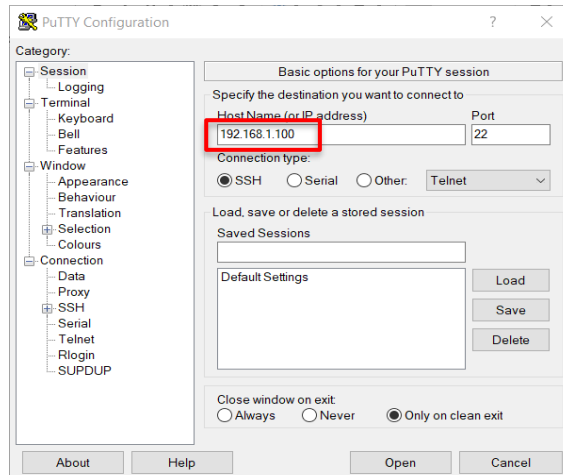 PuTTY Configuration
?
Category:
Session
Logging
Terminal
Keyboard
Bell
Features
Window
Appearance
Behaviour
Translation
Selection
Colours
Connection
Data
Proxy
SSH
Serial
Telnet
Rlogin
SUPDUP
Basic options for your PuTTY session
Specify the destination you want to connect to
Host Name (or IP address) Port
192.168.1.100 22
Connection type:
SSH Serial Other: Telnet
Load, save or delete a stored session
Saved Sessions
Default Settings
Load
Save
Delete
Close window on exit:
Always Never Only on clean exit
About Help Open Cancel